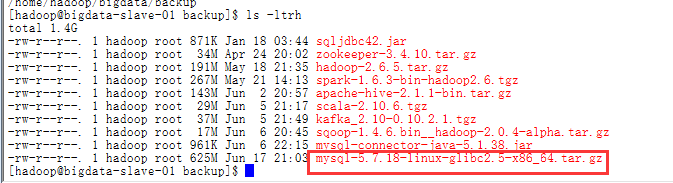 /home/hadoop/bigdata/backup
[hadoop@bigdata-slave-01 backup]$ ls -ltrh
total 1.4G
-rw-r--r--. 1 hadoop root 871K Jan 18 03:44 sqljdbc42.jar
-rw-r--r--. 1 hadoop root 34M Apr 24 20:02 zookeeper-3.4.10.tar.gz
-rw-r--r--. 1 hadoop root 191M May 18 21:35 hadoop-2.6.5.tar.gz
-rw-r--r--. 1 hadoop root 267M May 21 14:13 spark-1.6.3-bin-hadoop2.6.tgz
-rw-r--r--. 1 hadoop root 143M Jun 2 20:57 apache-hive-2.1.1-bin.tar.gz
-rw-r--r--. 1 hadoop root 29M Jun 5 21:17 scala-2.10.6.tgz
-rw-r--r--. 1 hadoop root 37M Jun 5 21:49 kafka_2.10-0.10.2.1.tgz
-rw-r--r--. 1 hadoop root 17M Jun 6 20:45 sqoop-1.4.6.bin__hadoop-2.0.4-alpha.tar.gz
-rw-r--r--. 1 hadoop root 961K Jun 6 22:15 mysql-connector-java-5.1.38.jar
-rw-r--r--. 1 hadoop root 625M Jun 17 21:03 mysql-5.7.18-linux-glibc2.5-x86_64.tar.gz
[hadoop@bigdata-slave-01 backup]$